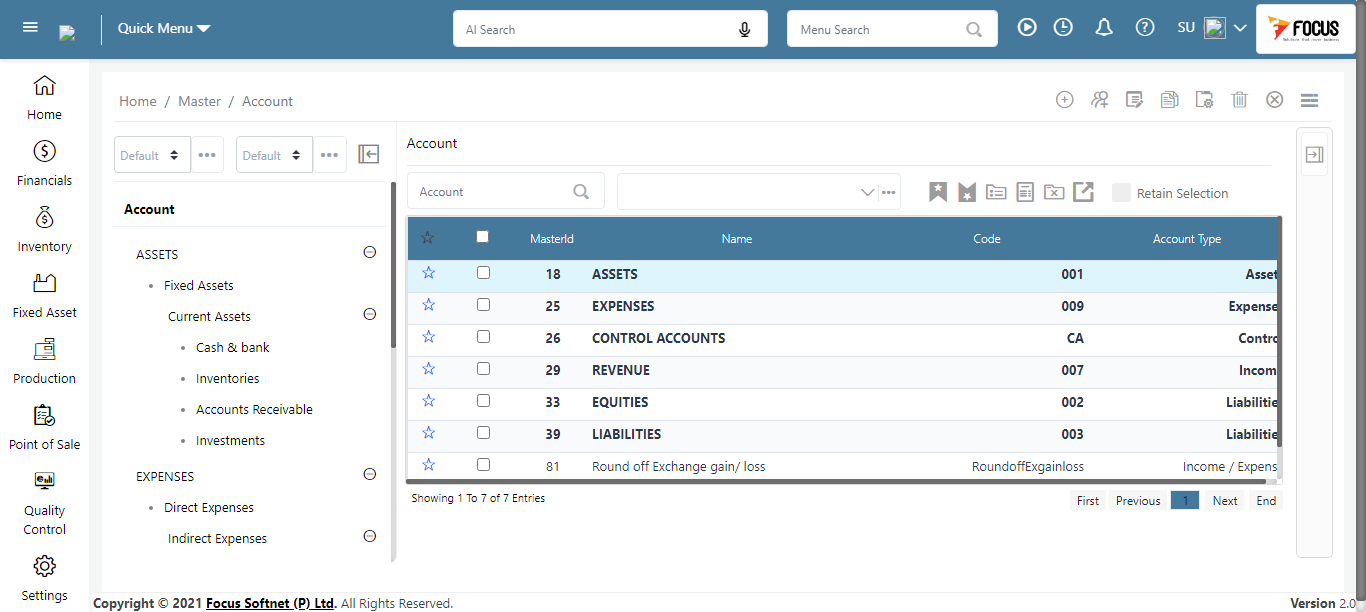 Quick Menu
AI Search
Menu Search
SU
FOCUS
Home / Master / Account
Home
Financials
Inventory
Fixed Asset
Production
Point of Sale
Quality
Control
Settings
Default
Default
Account
ASSETS
Fixed Assets
Current Assets
Cash & bank
Inventories
Accounts Receivable
Investments
EXPENSES
Direct Expenses
Indirect Expenses
Account
Account
Retain Selection
MasterId Name Code Account Type
18 ASSETS 001 Asset
25 EXPENSES 009 Expense
26 CONTROL ACCOUNTS CA Contro
29 REVENUE 007 Incom
33 EQUITIES 002 Liabilitie
39 LIABILITIES 003 Liabilitie
81 Round off Exchange gain/ loss RoundoffExgainloss Income / Expens
Showing 1 To 7 of 7 Entries
First Previous 1 Next End
Copyright © 2021 Focus Softnet (P) Ltd. All Rights Reserved.
Version 2.0